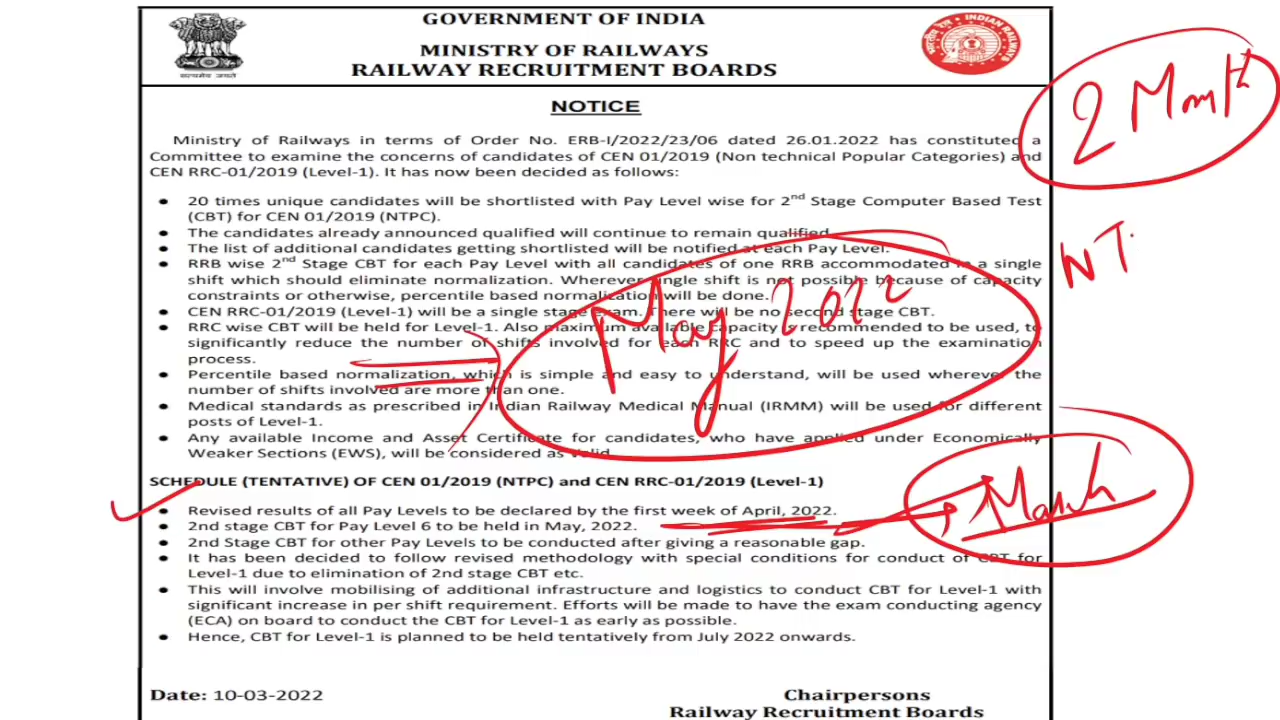 GOVERNMENT OF INDIA
MINISTRY OF RAILWAYS
RAILWAY RECRUITMENT BOARDS
सत्यमेव जयते
INDIAN RAILWAYS
भारतीय रेल
NOTICE
2 Month
Ministry of Railways in terms of Order No. ERB-I/2022/23/06 dated 26.01.2022 has constituted a
Committee to examine the concerns of candidates of CEN 01/2019 (Non technical Popular Categories) and
CEN RRC-01/2019 (Level-1). It has now been decided as follows:
• 20 times unique candidates will be shortlisted with Pay Level wise for 2nd Stage Computer Based Test
(CBT) for CEN 01/2019 (NTPC).
• The candidates already announced qualified will continue to remain qualified.
• The list of additional candidates getting shortlisted will be notified at each Pay Level.
NT.
• RRB wise 2nd Stage CBT for each Pay Level with all candidates of one RRB accommodated in a single
shift which should eliminate normalization. Wherever single shift is not possible because of capacity
constraints or otherwise, percentile based normalization will be done.
• CEN RRC-01/2019 (Level-1) will be a single stage exam. There will be no second stage CBT.
May 2022
• RRC wise CBT will be held for Level-1. Also maximum available capacity is recommended to be used, to
significantly reduce the number of shifts involved for each RRC and to speed up the examination
process.
• Percentile based normalization, which is simple and easy to understand, will be used wherever the
number of shifts involved are more than one.
• Medical standards as prescribed in Indian Railway Medical Manual (IRMM) will be used for different
posts of Level-1.
• Any available Income and Asset Certificate for candidates, who have applied under Economically
Weaker Sections (EWS), will be considered as valid.
SCHEDULE (TENTATIVE) OF CEN 01/2019 (NTPC) and CEN RRC-01/2019 (Level-1)
• Revised results of all Pay Levels to be declared by the first week of April, 2022.
March
• 2nd stage CBT for Pay Level 6 to be held in May, 2022.
• 2nd Stage CBT for other Pay Levels to be conducted after giving a reasonable gap.
• It has been decided to follow revised methodology with special conditions for conduct of CBT for
Level-1 due to elimination of 2nd stage CBT etc.
• This will involve mobilising of additional infrastructure and logistics to conduct CBT for Level-1 with
significant increase in per shift requirement. Efforts will be made to have the exam conducting agency
(ECA) on board to conduct the CBT for Level-1 as early as possible.
• Hence, CBT for Level-1 is planned to be held tentatively from July 2022 onwards.
Date: 10-03-2022
Chairpersons
Railway Recruitment Boards